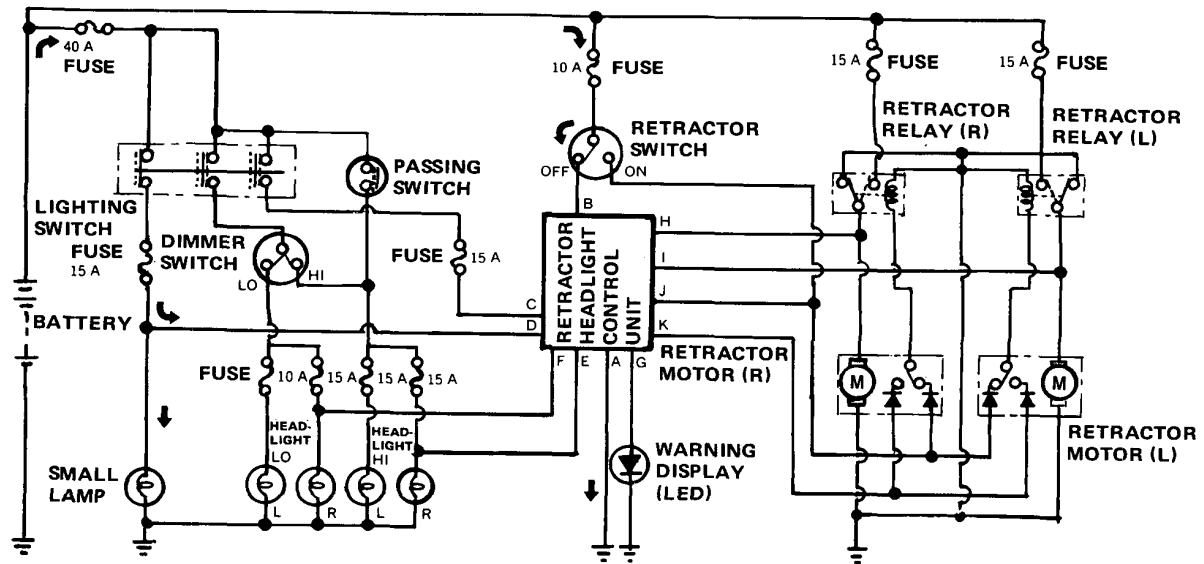 40 A
FUSE
10 A
FUSE
15 A
FUSE
15 A
FUSE
RETRACTOR
RELAY (R)
RETRACTOR
RELAY (L)
RETRACTOR
SWITCH
OFF
ON
PASSING
SWITCH
LIGHTING
SWITCH
FUSE
15 A
DIMMER
SWITCH
LO
HI
FUSE
15 A
B
H
I
J
K
C
D
F
E
A
G
RETRACTOR
HEADLIGHT
CONTROL
UNIT
BATTERY
RETRACTOR
MOTOR (R)
M
M
FUSE
10 A
15 A
15 A
15 A
HEAD-
LIGHT
LO
HEAD-
LIGHT
HI
SMALL
LAMP
L
R
L
R
WARNING
DISPLAY
(LED)
RETRACTOR
MOTOR (L)